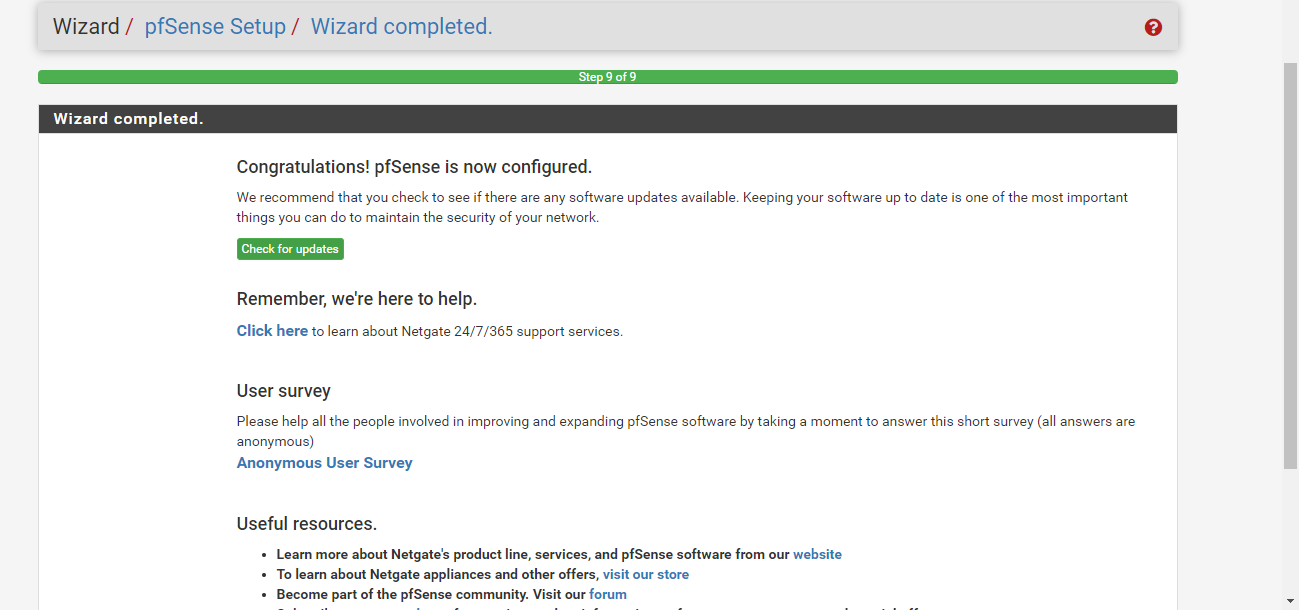 Wizard / pfSense Setup / Wizard completed.
Step 9 of 9
Wizard completed.
Congratulations! pfSense is now configured.
We recommend that you check to see if there are any software updates available. Keeping your software up to date is one of the most important
things you can do to maintain the security of your network.
Check for updates
Remember, we're here to help.
Click here to learn about Netgate 24/7/365 support services.
User survey
Please help all the people involved in improving and expanding pfSense software by taking a moment to answer this short survey (all answers are
anonymous)
Anonymous User Survey
Useful resources.
• Learn more about Netgate's product line, services, and pfSense software from our website
• To learn about Netgate appliances and other offers, visit our store
• Become part of the pfSense community. Visit our forum